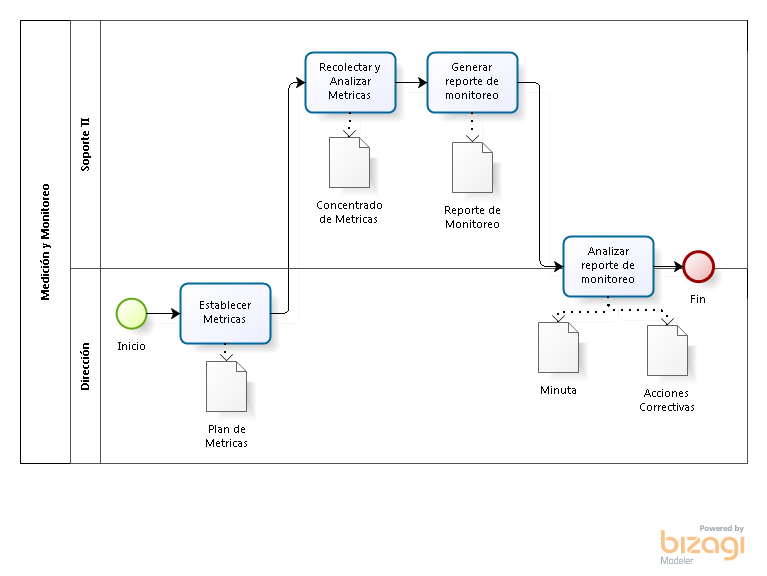 Medición y Monitoreo
Soporte TI
Recolectar y
Analizar
Metricas
Generar
reporte de
monitoreo
Concentrado
de Metricas
Reporte de
Monitoreo
Analizar
reporte de
monitoreo
Fin
Dirección
Inicio
Establecer
Metricas
Plan de
Metricas
Minuta
Acciones
Correctivas
Powered by
bizagi
Modeler